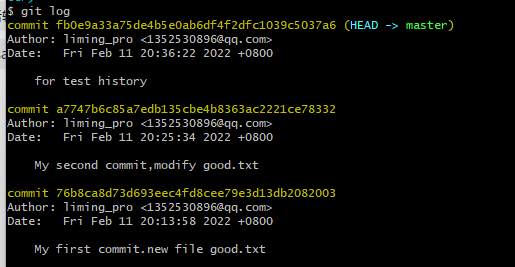 $ git log
commit fb0e9a33a75de4b5e0ab6df4f2dfc1039c5037a6 (HEAD -> master)
Author: liming_pro <1352530896@qq.com>
Date:   Fri Feb 11 20:36:22 2022 +0800
    for test history
commit a7747b6c85a7edb135cbe4b8363ac2221ce78332
Author: liming_pro <1352530896@qq.com>
Date:   Fri Feb 11 20:25:34 2022 +0800
    My second commit,modify good.txt
commit 76b8ca8d73d693eec4fd8cee79e3d13db2082003
Author: liming_pro <1352530896@qq.com>
Date:   Fri Feb 11 20:13:58 2022 +0800
    My first commit.new file good.txt